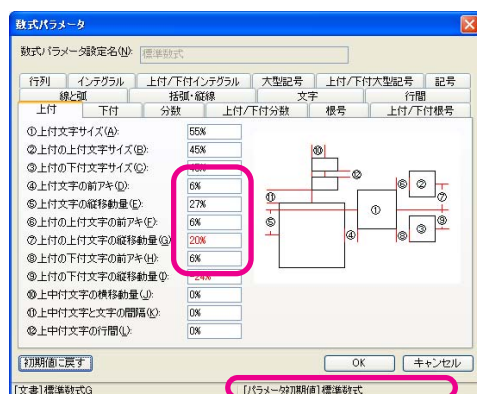 数式パラメータ
数式パラメータ設定名(N): 標準数式
行列 インテグラル 上付/下付インテグラル 大型記号 上付/下付大型記号 記号
線と弧 括弧・縦線 文字 行間
上付 下付 分数 上付/下付分数 根号 上付/下付根号
①上付文字サイズ(A): 55%
②上付の上付文字サイズ(B): 45%
③上付の下付文字サイズ(C):
④上付文字の前アキ(D): 6%
⑤上付文字の縦移動量(E): 27%
⑥上付の上付文字の前アキ(F): 6%
⑦上付の上付文字の縦移動量(G): 20%
⑧上付の下付文字の前アキ(H): 6%
⑨上付の下付文字の縦移動量(I): -24%
⑩上中付文字の横移動量(J): 0%
⑪上中付文字と文字の間隔(K): 0%
⑫上中付文字の行間(L): 0%
⑩
⑫
⑥ ②
⑪ ⑦
①
⑤ ⑨
④ ⑧ ③
初期値に戻す OK キャンセル
[文書]標準数式G [パラメータ初期値]標準数式